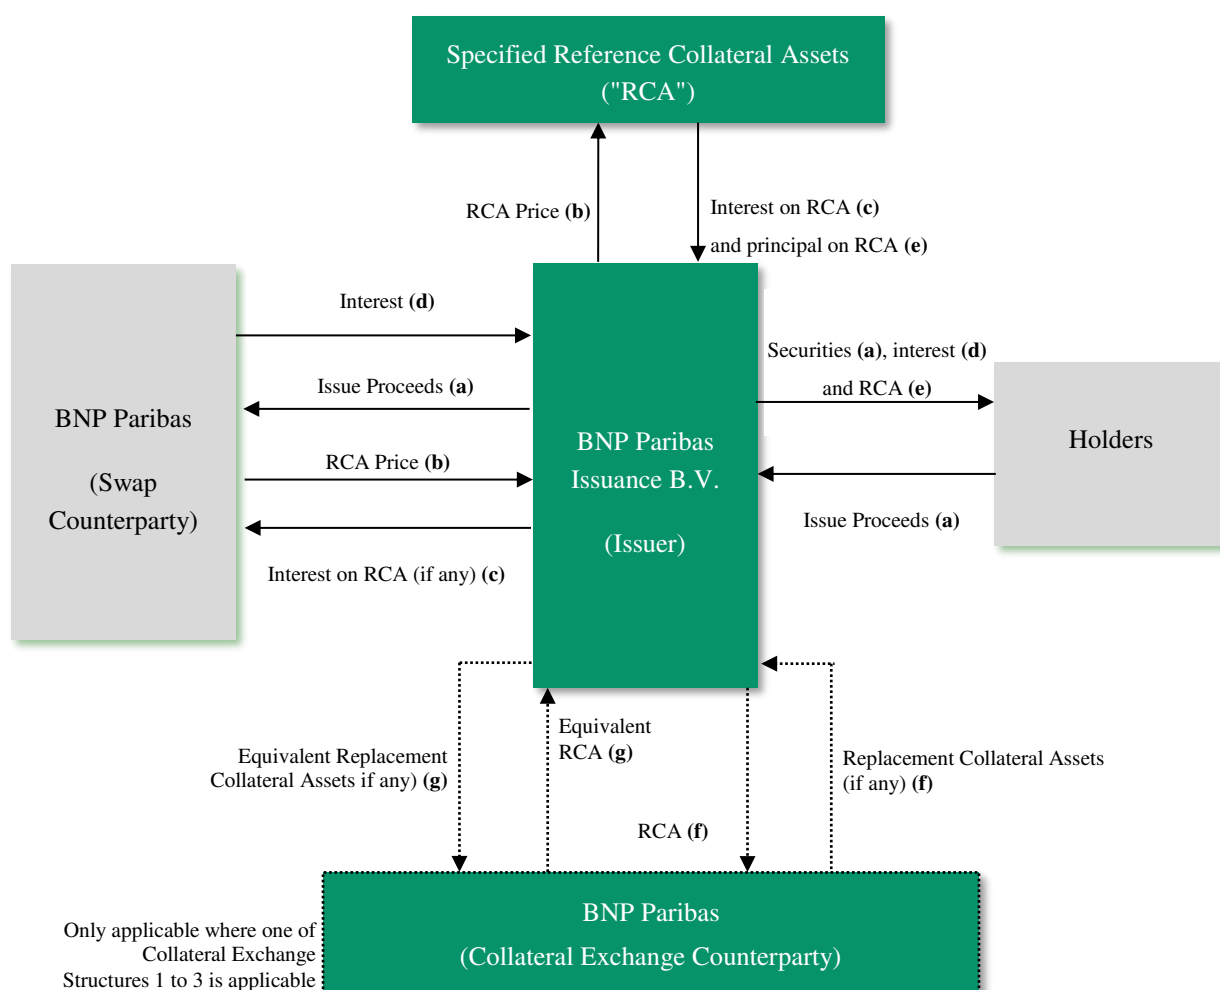 Specified Reference Collateral Assets
("RCA")
RCA Price (b)
Interest on RCA (c)
and principal on RCA (e)
Interest (d)
Issue Proceeds (a)
RCA Price (b)
Interest on RCA (if any) (c)
BNP Paribas
(Swap
Counterparty)
BNP Paribas
Issuance B.V.
(Issuer)
Securities (a), interest (d)
and RCA (e)
Issue Proceeds (a)
Holders
Equivalent Replacement
Collateral Assets if any) (g)
Equivalent
RCA (g)
RCA (f)
Replacement Collateral Assets
(if any) (f)
BNP Paribas
(Collateral Exchange Counterparty)
Only applicable where one of
Collateral Exchange
Structures 1 to 3 is applicable